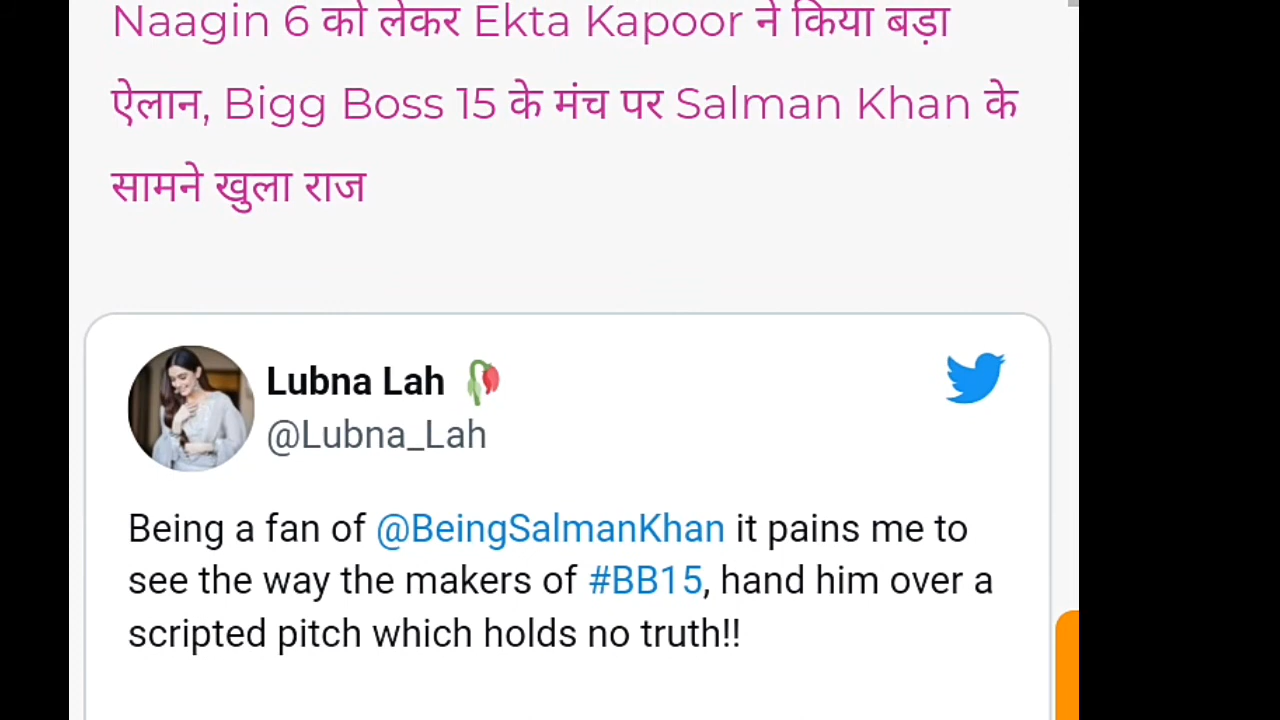 Naagin 6 को लेकर Ekta Kapoor ने किया बड़ा
ऐलान, Bigg Boss 15 के मंच पर Salman Khan के
सामने खुला राज
Lubna Lah 🥀
@Lubna_Lah
Being a fan of @BeingSalmanKhan it pains me to
see the way the makers of #BB15, hand him over a
scripted pitch which holds no truth!!